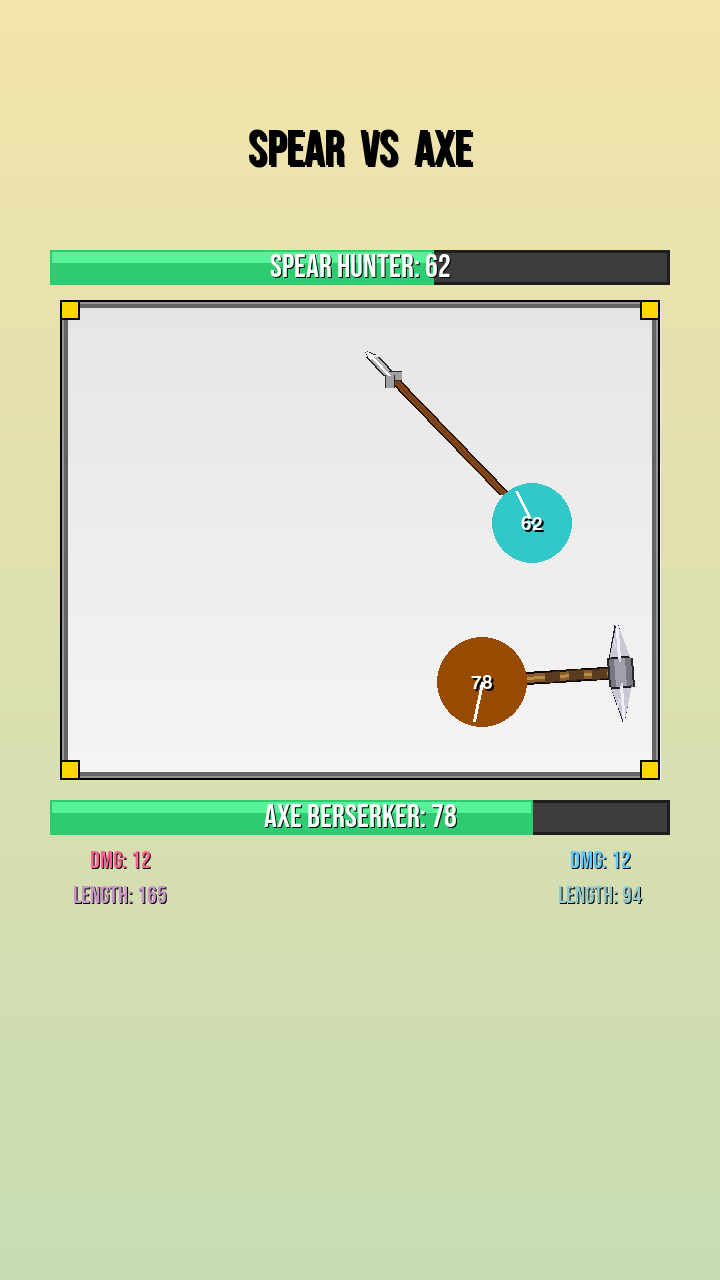 SPEAR VS AXE
SPEAR HUNTER: 62
62
78
AXE BERSERKER: 78
DMG: 12
DMG: 12
LENGTH: 165
LENGTH: 94